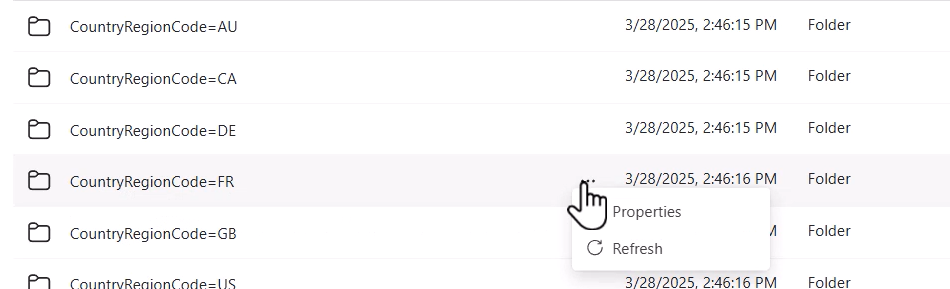 CountryRegionCode=AU 3/28/2025, 2:46:15 PM Folder
CountryRegionCode=CA 3/28/2025, 2:46:15 PM Folder
CountryRegionCode=DE 3/28/2025, 2:46:15 PM Folder
CountryRegionCode=FR ... 3/28/2025, 2:46:16 PM Folder
Properties
CountryRegionCode=GB M Folder
Refresh
CountryRegionCode=US 3/28/2025, 2:46:16 PM Folder